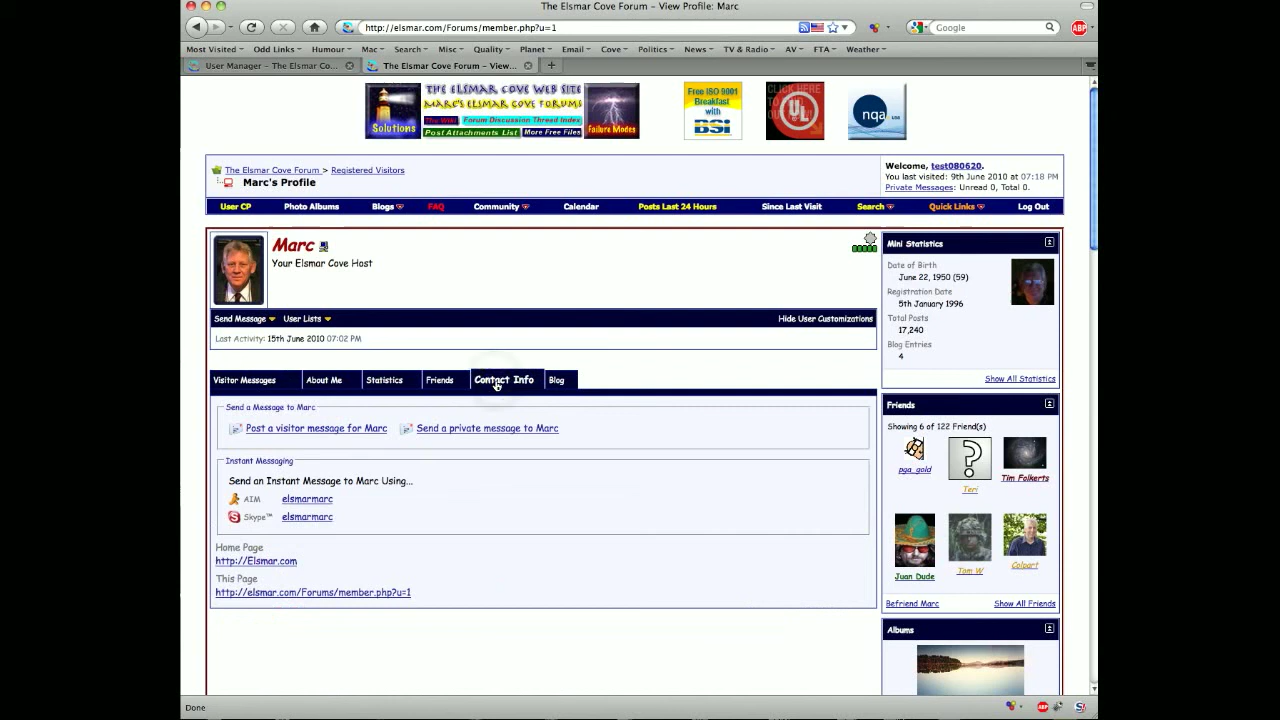 The Elsmar Cove Forum - View Profile: Marc
http://elsmar.com/Forums/member.php?u=1
Google
ABP
Most Visited Odd Links Humour Mac Search Misc Quality Planet Email Cove Politics News TV & Radio AV FTA Weather
User Manager - The Elsmar Co... The Elsmar Cove Forum - View...
Solutions
THE ELSMAR COVE WEB SITE
MARC'S ELSMAR COVE FORUMS
The Wiki Forum Discussion Thread Index
Post Attachments List More Free Files
Failure Modes
Free ISO 9001
Breakfast
with
BSi
CLICK HERE
UL
nqa
The Elsmar Cove Forum > Registered Visitors
Marc's Profile
Welcome, test080620.
You last visited: 9th June 2010 at 07:18 PM
Private Messages: Unread 0, Total 0.
User CP Photo Albums Blogs FAQ Community Calendar Posts Last 24 Hours Since Last Visit Search Quick Links Log Out
Marc
Your Elsmar Cove Host
Send Message User Lists Hide User Customizations
Last Activity: 15th June 2010 07:02 PM
Visitor Messages About Me Statistics Friends Contact Info Blog
Send a Message to Marc
Post a visitor message for Marc Send a private message to Marc
Instant Messaging
Send an Instant Message to Marc Using...
AIM elsmarmarc
Skype™ elsmarmarc
Home Page
http://Elsmar.com
This Page
http://elsmar.com/Forums/member.php?u=1
Mini Statistics
Date of Birth
June 22, 1950 (59)
Registration Date
5th January 1996
Total Posts
17,240
Blog Entries
4
Show All Statistics
Friends
Showing 6 of 122 Friend(s)
pga_gold
Teri
Tim Folkerts
Juan Dude
Tom W
Colpart
Befriend Marc Show All Friends
Albums
Done